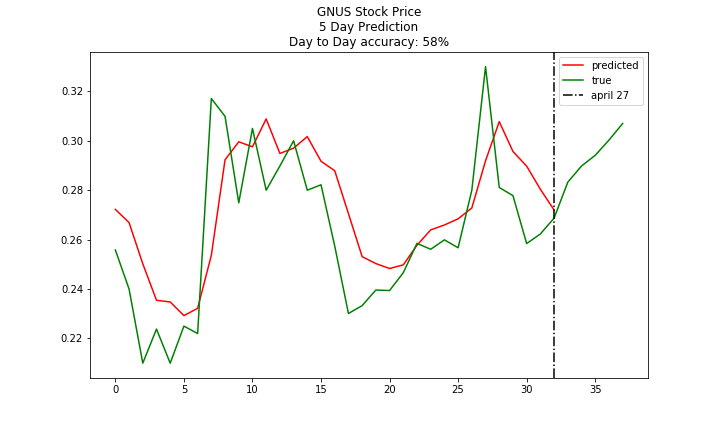 GNUS Stock Price
5 Day Prediction
Day to Day accuracy: 58%
predicted
true
april 27
0.32
0.30
0.28
0.26
0.24
0.22
0 5 10 15 20 25 30 35